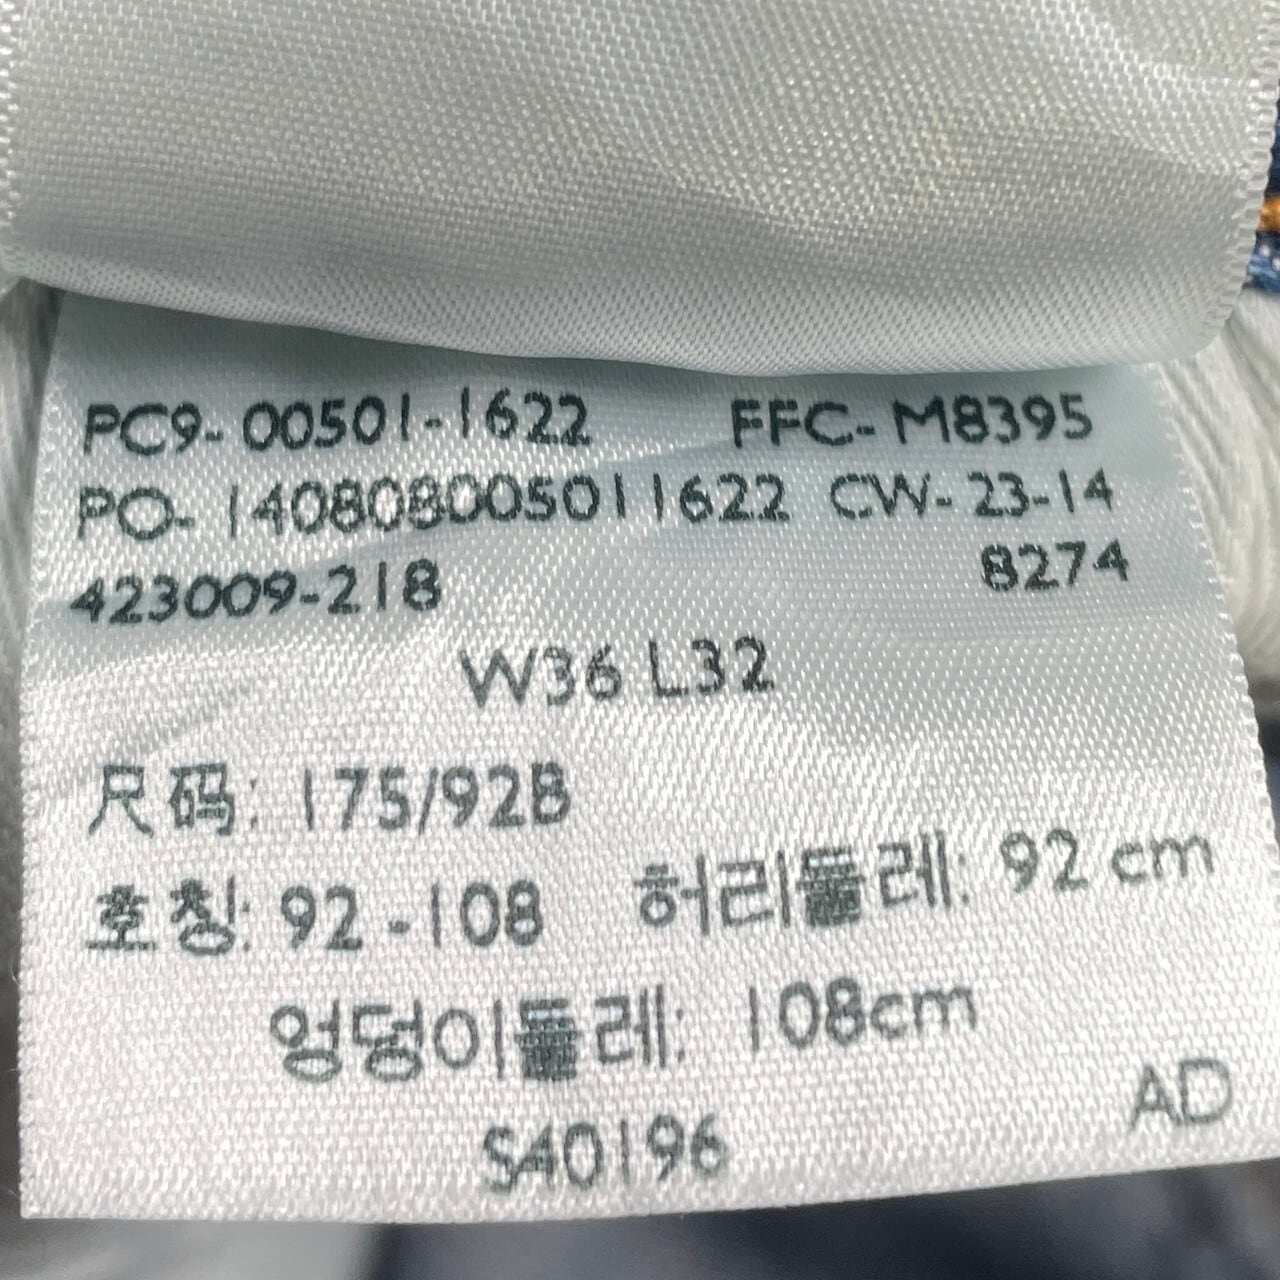 PC9- 00501-1622 FFC- M8395
PO- 140808005011622 CW- 23-14
423009-218 8274
W36 L32
尺码: 175/92B
호칭: 92 -108 허리둘레: 92 cm
엉덩이둘레: 108cm
AD
S40196